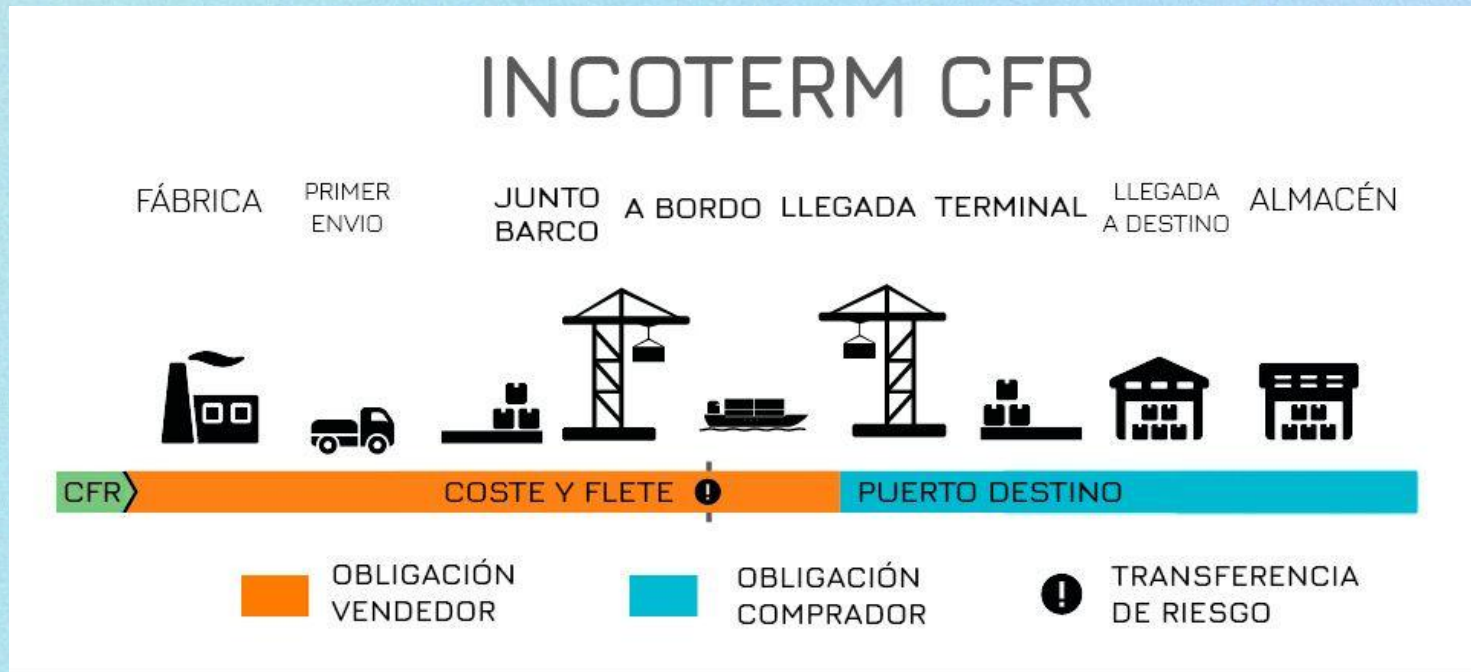 INCOTERM CFR
FÁBRICA
PRIMER
ENVIO
JUNTO
BARCO
A BORDO
LLEGADA
TERMINAL
LLEGADA
A DESTINO
ALMACÉN
CFR
COSTE Y FLETE
PUERTO DESTINO
OBLIGACIÓN
VENDEDOR
OBLIGACIÓN
COMPRADOR
TRANSFERENCIA
DE RIESGO